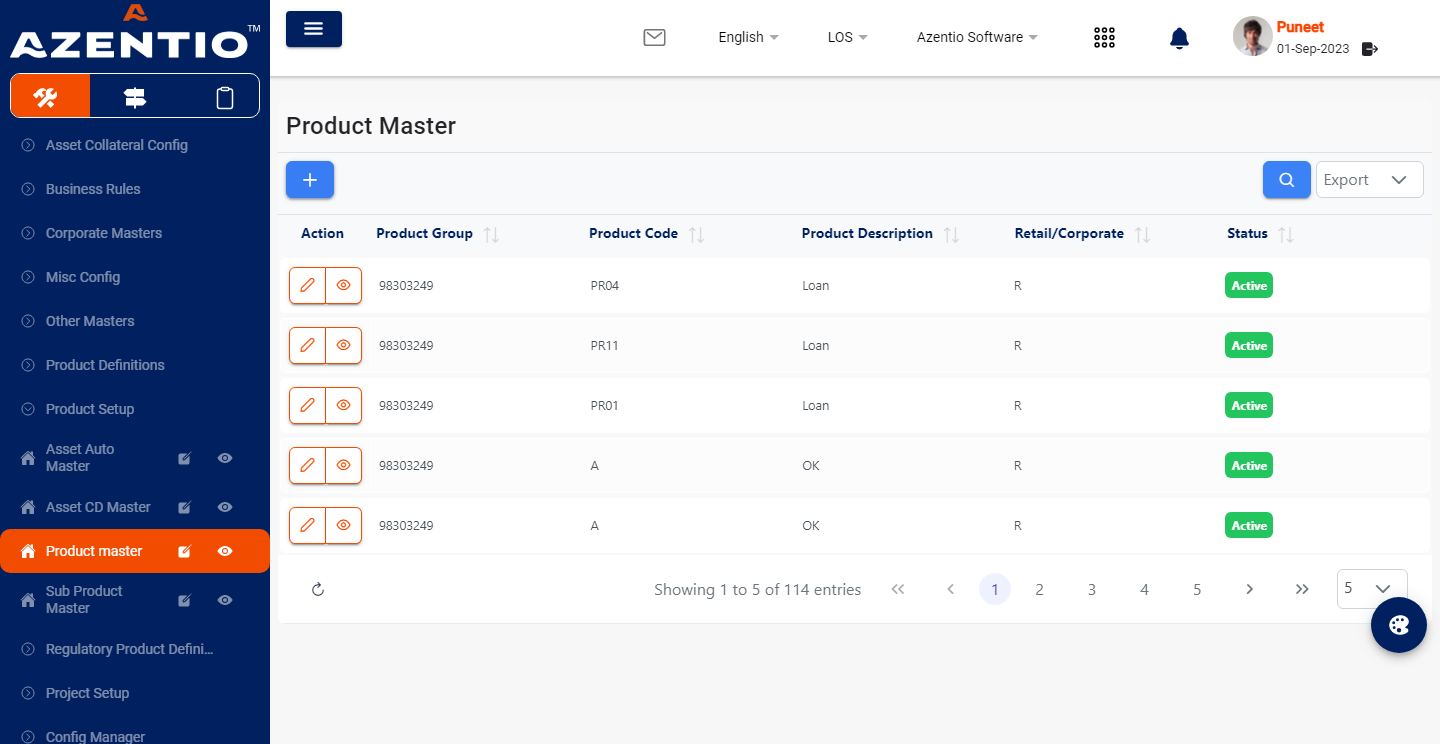 AZENTIO™
English
LOS
Azentio Software
Puneet
01-Sep-2023
Asset Collateral Config
Business Rules
Corporate Masters
Misc Config
Other Masters
Product Definitions
Product Setup
Asset Auto
Master
Asset CD Master
Product master
Sub Product
Master
Regulatory Product Defini...
Project Setup
Config Manager
Product Master
Export
Action Product Group Product Code Product Description Retail/Corporate Status
98303249 PR04 Loan R Active
98303249 PR11 Loan R Active
98303249 PR01 Loan R Active
98303249 A OK R Active
98303249 A OK R Active
Showing 1 to 5 of 114 entries 1 2 3 4 5 5